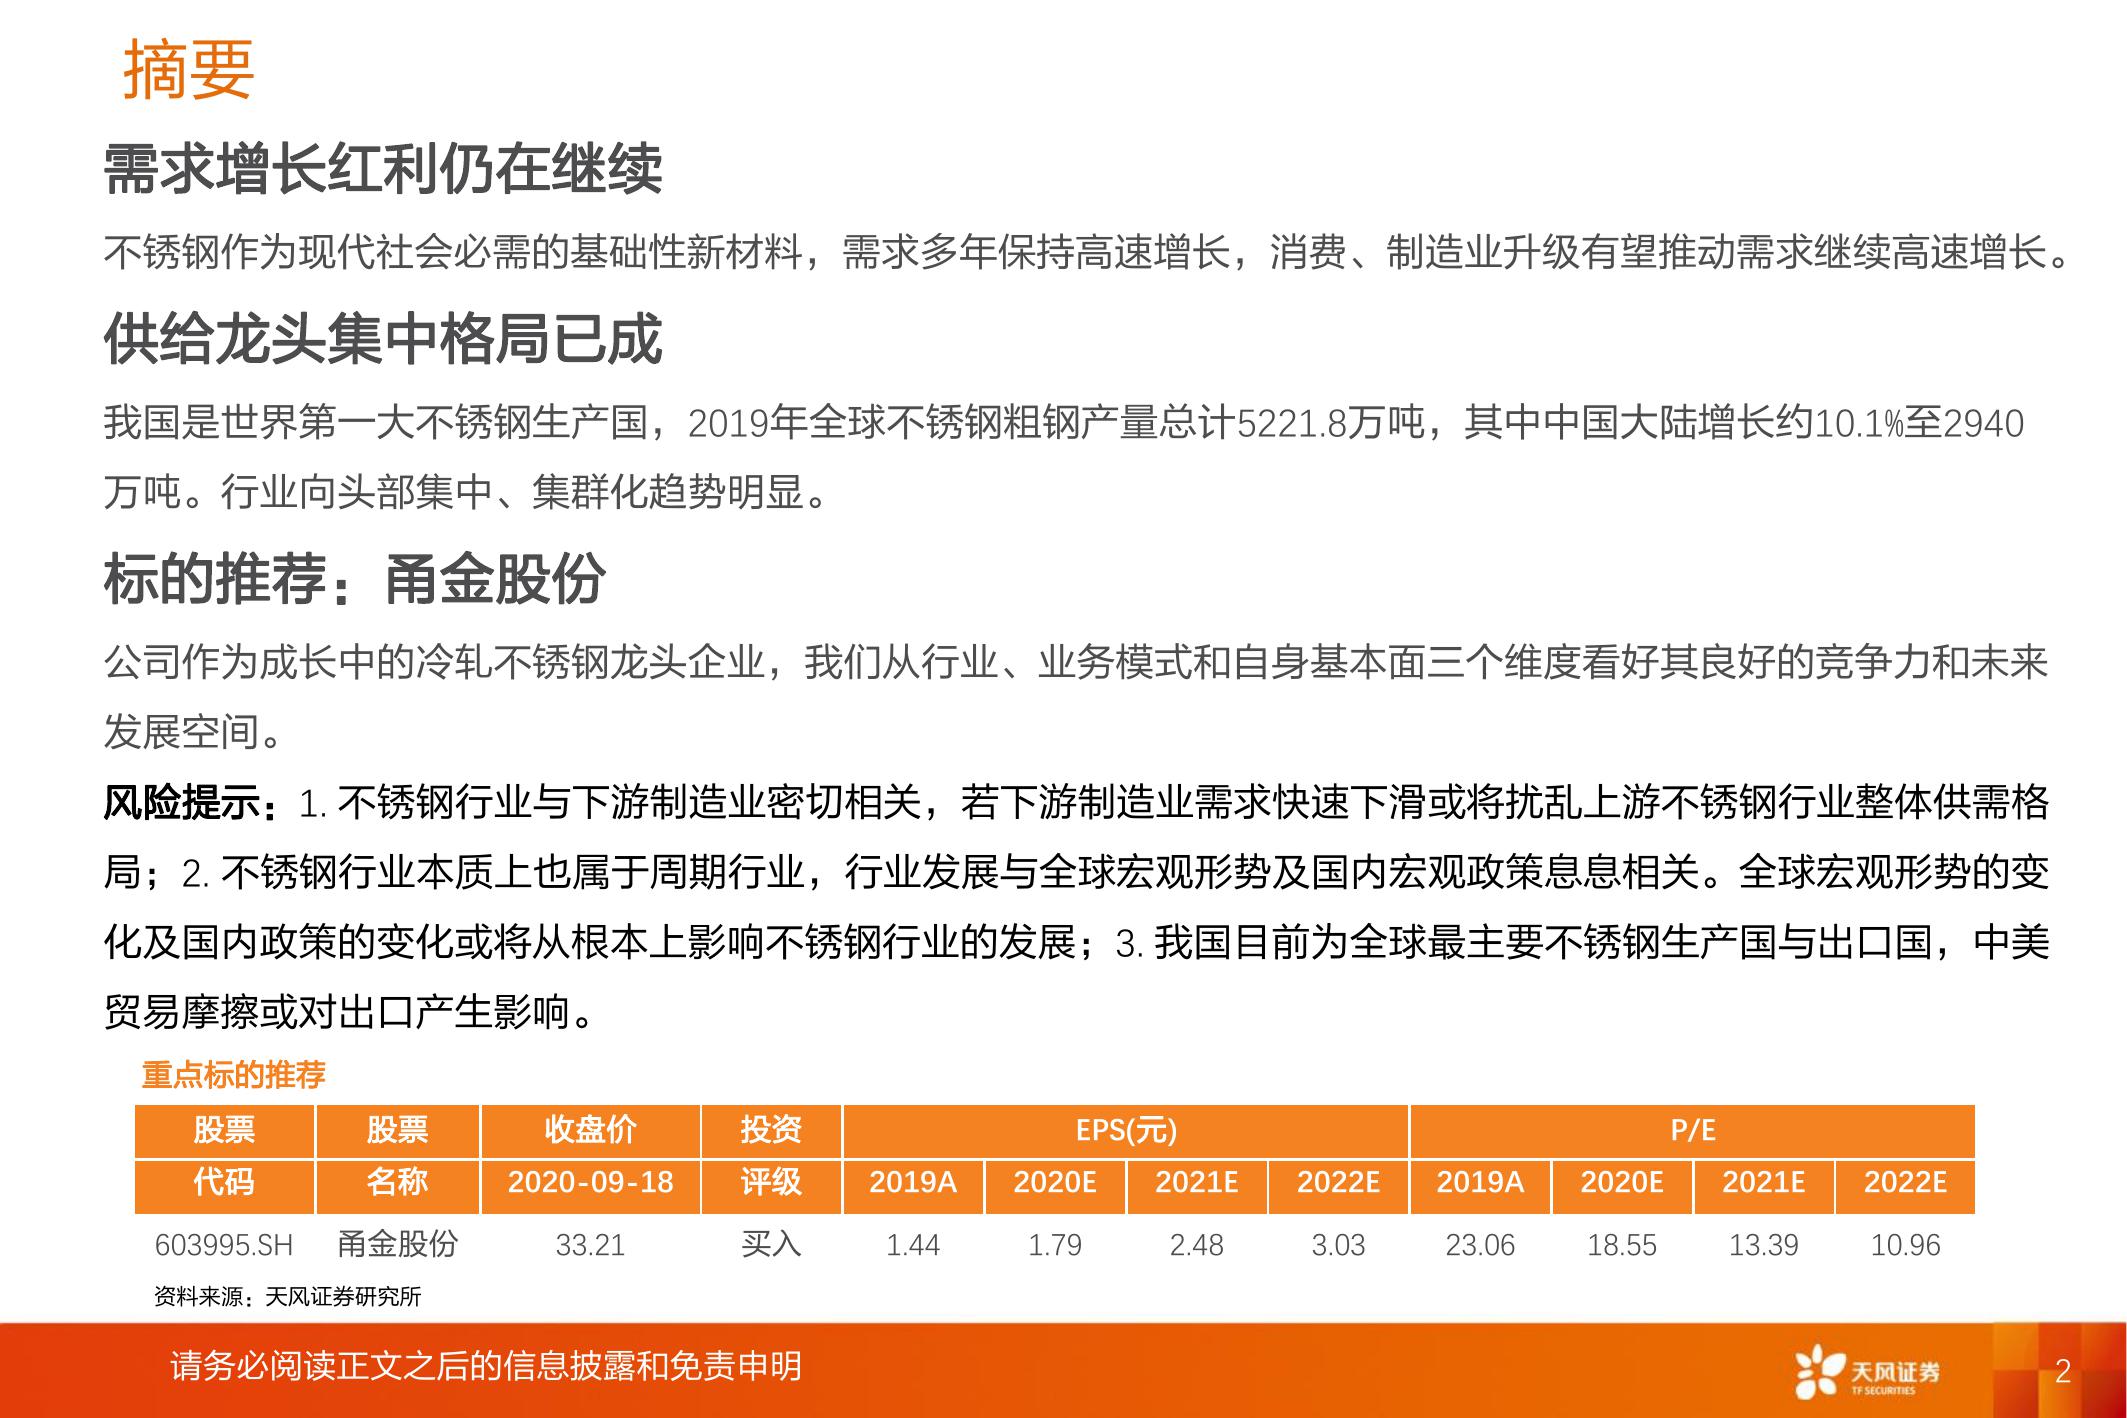 摘要
需求增长红利仍在继续
不锈钢作为现代社会必需的基础性新材料，需求多年保持高速增长，消费、制造业升级有望推动需求继续高速增长。
供给龙头集中格局已成
我国是世界第一大不锈钢生产国，2019年全球不锈钢粗钢产量总计5221.8万吨，其中中国大陆增长约10.1%至2940
万吨。行业向头部集中、集群化趋势明显。
标的推荐：甬金股份
公司作为成长中的冷轧不锈钢龙头企业，我们从行业、业务模式和自身基本面三个维度看好其良好的竞争力和未来
发展空间。
风险提示：1. 不锈钢行业与下游制造业密切相关，若下游制造业需求快速下滑或将扰乱上游不锈钢行业整体供需格
局；2. 不锈钢行业本质上也属于周期行业，行业发展与全球宏观形势及国内宏观政策息息相关。全球宏观形势的变
化及国内政策的变化或将从根本上影响不锈钢行业的发展；3. 我国目前为全球最主要不锈钢生产国与出口国，中美
贸易摩擦或对出口产生影响。
重点标的推荐
股票 股票 收盘价 投资 EPS(元) P/E
代码 名称 2020-09-18 评级 2019A 2020E 2021E 2022E 2019A 2020E 2021E 2022E
603995.SH 甬金股份 33.21 买入 1.44 1.79 2.48 3.03 23.06 18.55 13.39 10.96
资料来源：天风证券研究所
请务必阅读正文之后的信息披露和免责申明
天风证券
TF SECURITIES
2